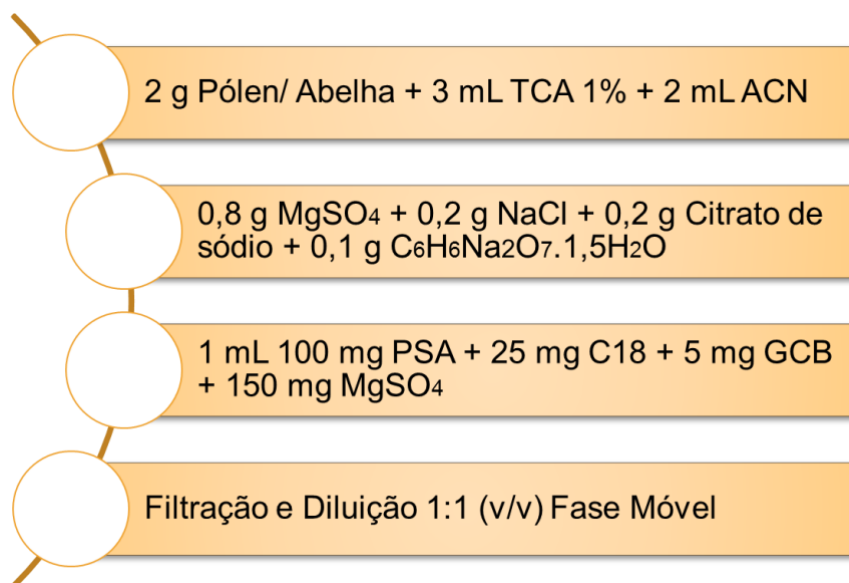 2 g Pólen/ Abelha + 3 mL TCA 1% + 2 mL ACN
0,8 g MgSO₄ + 0,2 g NaCl + 0,2 g Citrato de
sódio + 0,1 g C₆H₆Na₂O₇.1,5H₂O
1 mL 100 mg PSA + 25 mg C18 + 5 mg GCB
+ 150 mg MgSO₄
Filtração e Diluição 1:1 (v/v) Fase Móvel